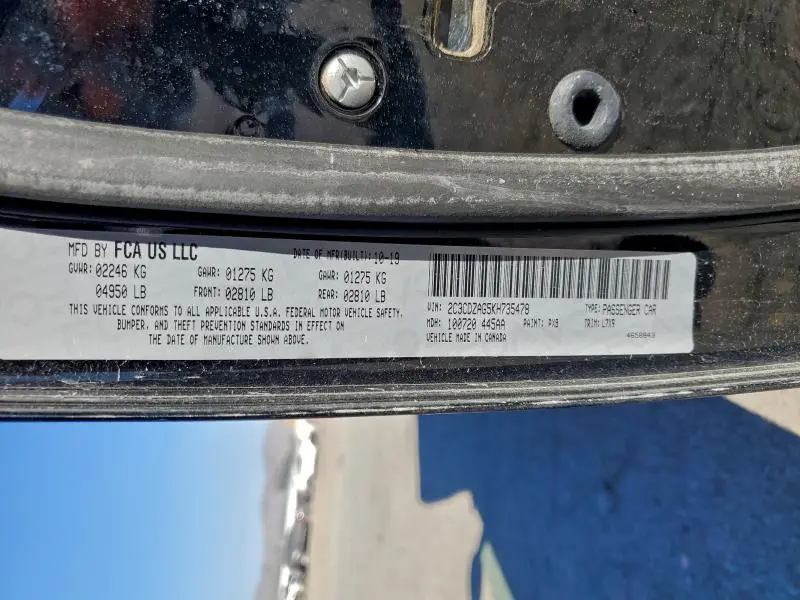 MFD BY FCA US LLC DATE OF MFR(BUILT):10-19
GVWR: 02246 KG GAWR: 01275 KG GAWR: 01275 KG
04950 LB FRONT: 02810 LB REAR: 02810 LB
THIS VEHICLE CONFORMS TO ALL APPLICABLE U.S.A. FEDERAL MOTOR VEHICLE SAFETY,
BUMPER, AND THEFT PREVENTION STANDARDS IN EFFECT ON
THE DATE OF MANUFACTURE SHOWN ABOVE.
VIN: 2C3CDZAG5KH735478 TYPE: PASSENGER CAR
MDH: 100720 445AA PAINT: PX8 TRIM: L7X9
VEHICLE MADE IN CANADA